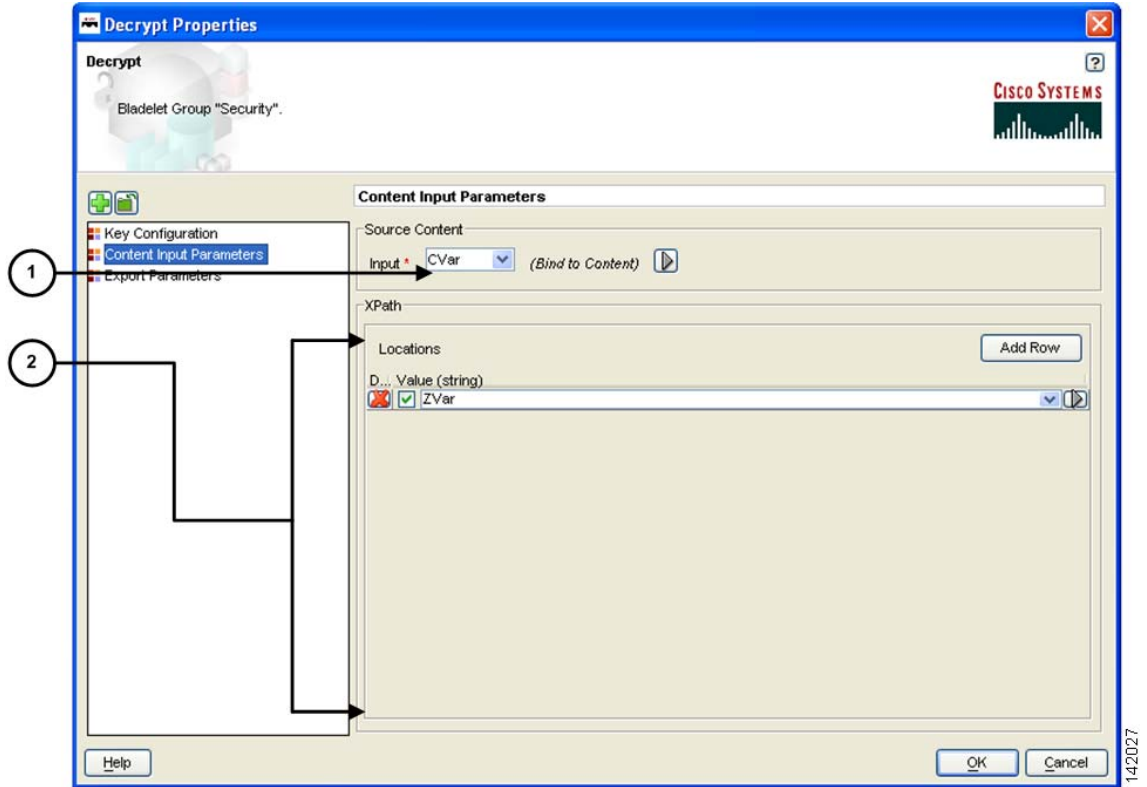 Decrypt Properties
Decrypt
?
Bladelet Group "Security".
CISCO SYSTEMS
Content Input Parameters
Key Configuration
Content Input Parameters
Export Parameters
Source Content
Input * CVar (Bind to Content)
1
XPath
2
Locations
Add Row
D... Value (string)
ZVar
Help
OK
Cancel
142027